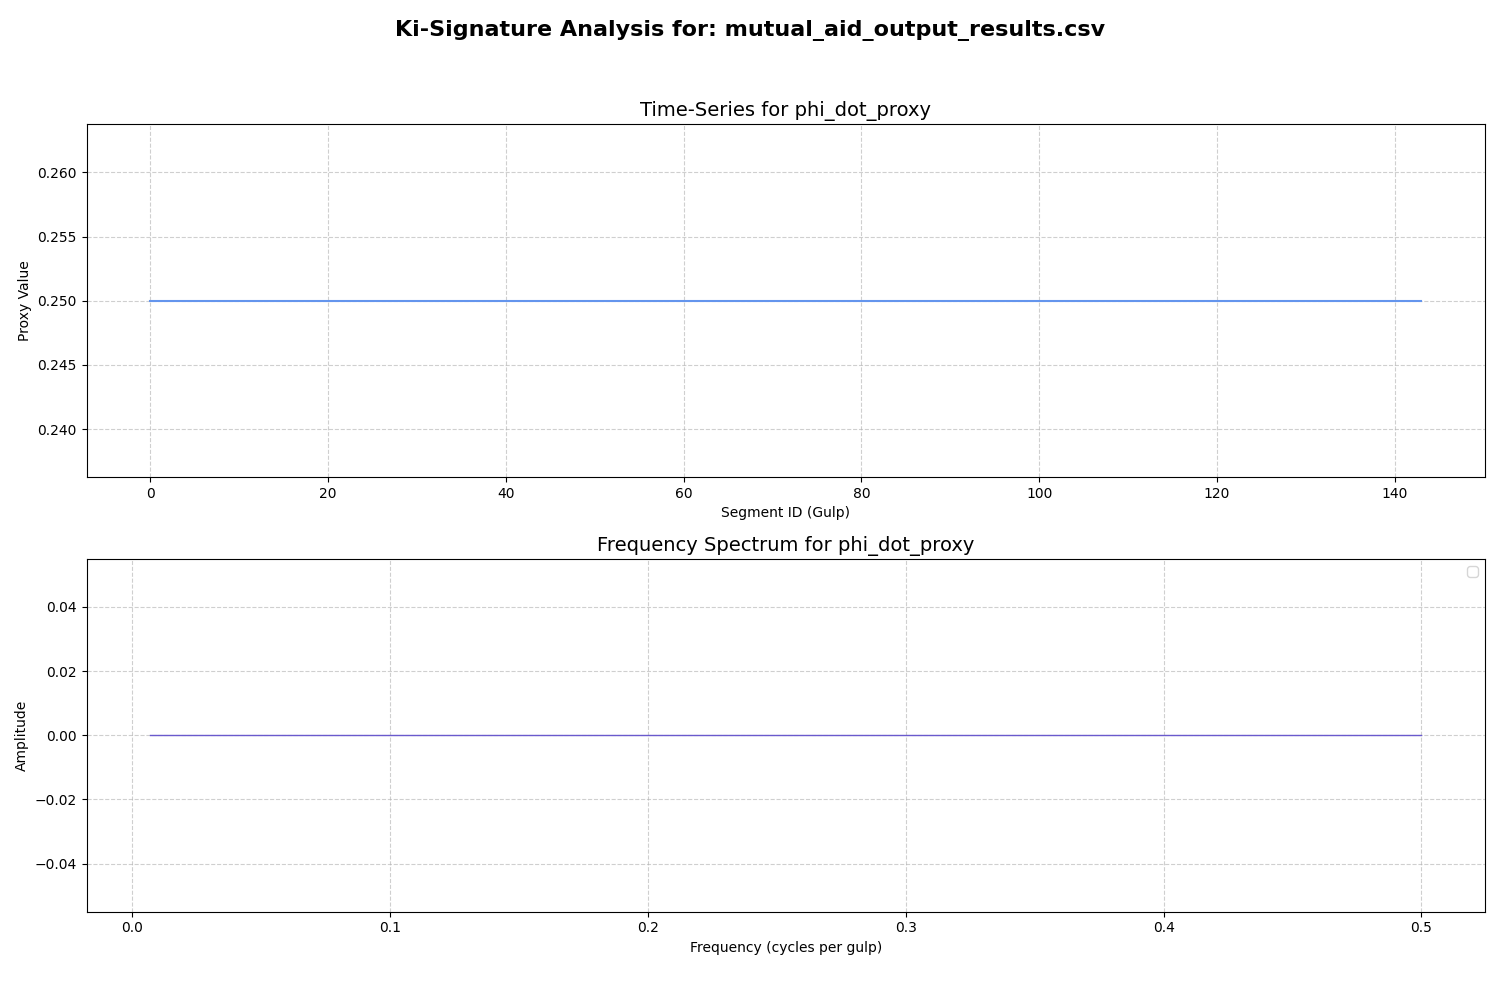 Ki-Signature Analysis for: mutual_aid_output_results.csv
Time-Series for phi_dot_proxy
Proxy Value
0.260
0.255
0.250
0.245
0.240
0 20 40 60 80 100 120 140
Segment ID (Gulp)
Frequency Spectrum for phi_dot_proxy
Amplitude
0.04
0.02
0.00
−0.02
−0.04
0.0 0.1 0.2 0.3 0.4 0.5
Frequency (cycles per gulp)